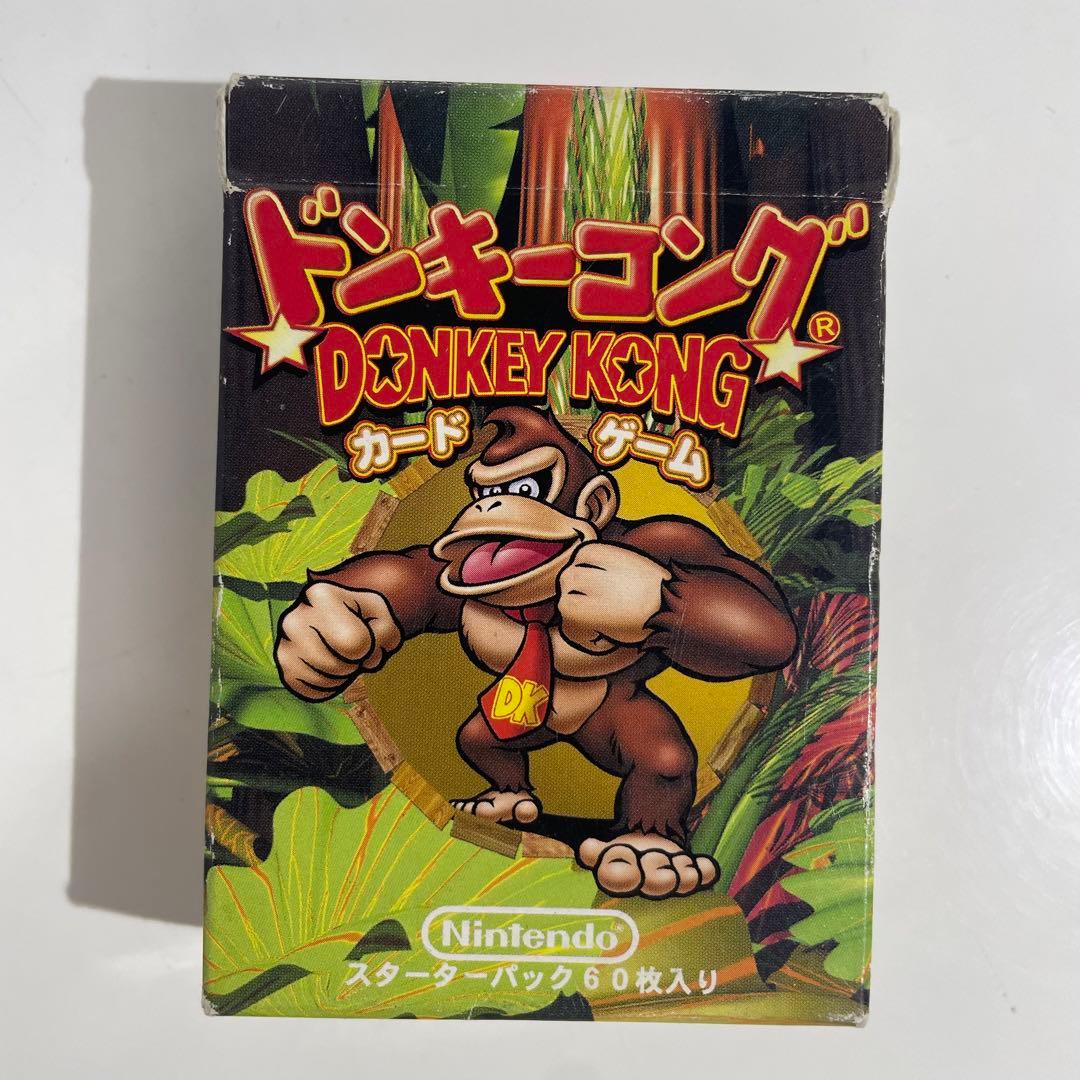 ドンキーコング®
DONKEY KONG
カード ゲーム
DK
Nintendo®
スターターパック60枚入り